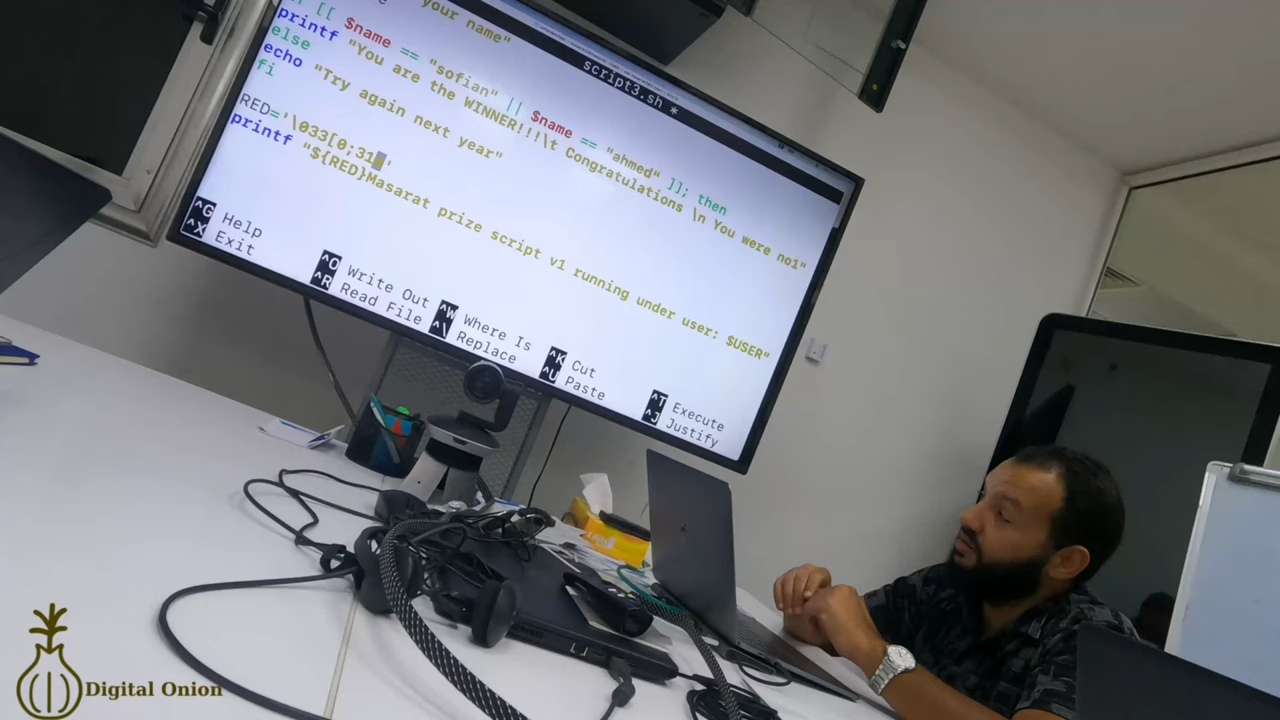 script3.sh *
your name"
[[ $name == "sofian" || $name == "ahmed" ]]; then
printf "You are the WINNER!!!\t Congratulations \n You were no1"
else
echo "Try again next year"
fi
RED='\033[0:31'
printf "${RED}Masarat prize script v1 running under user: $USER"
^G Help
^O Write Out
^W Where Is
^K Cut
^T Execute
^X Exit
^R Read File
^\ Replace
^U Paste
^J Justify
Digital Onion